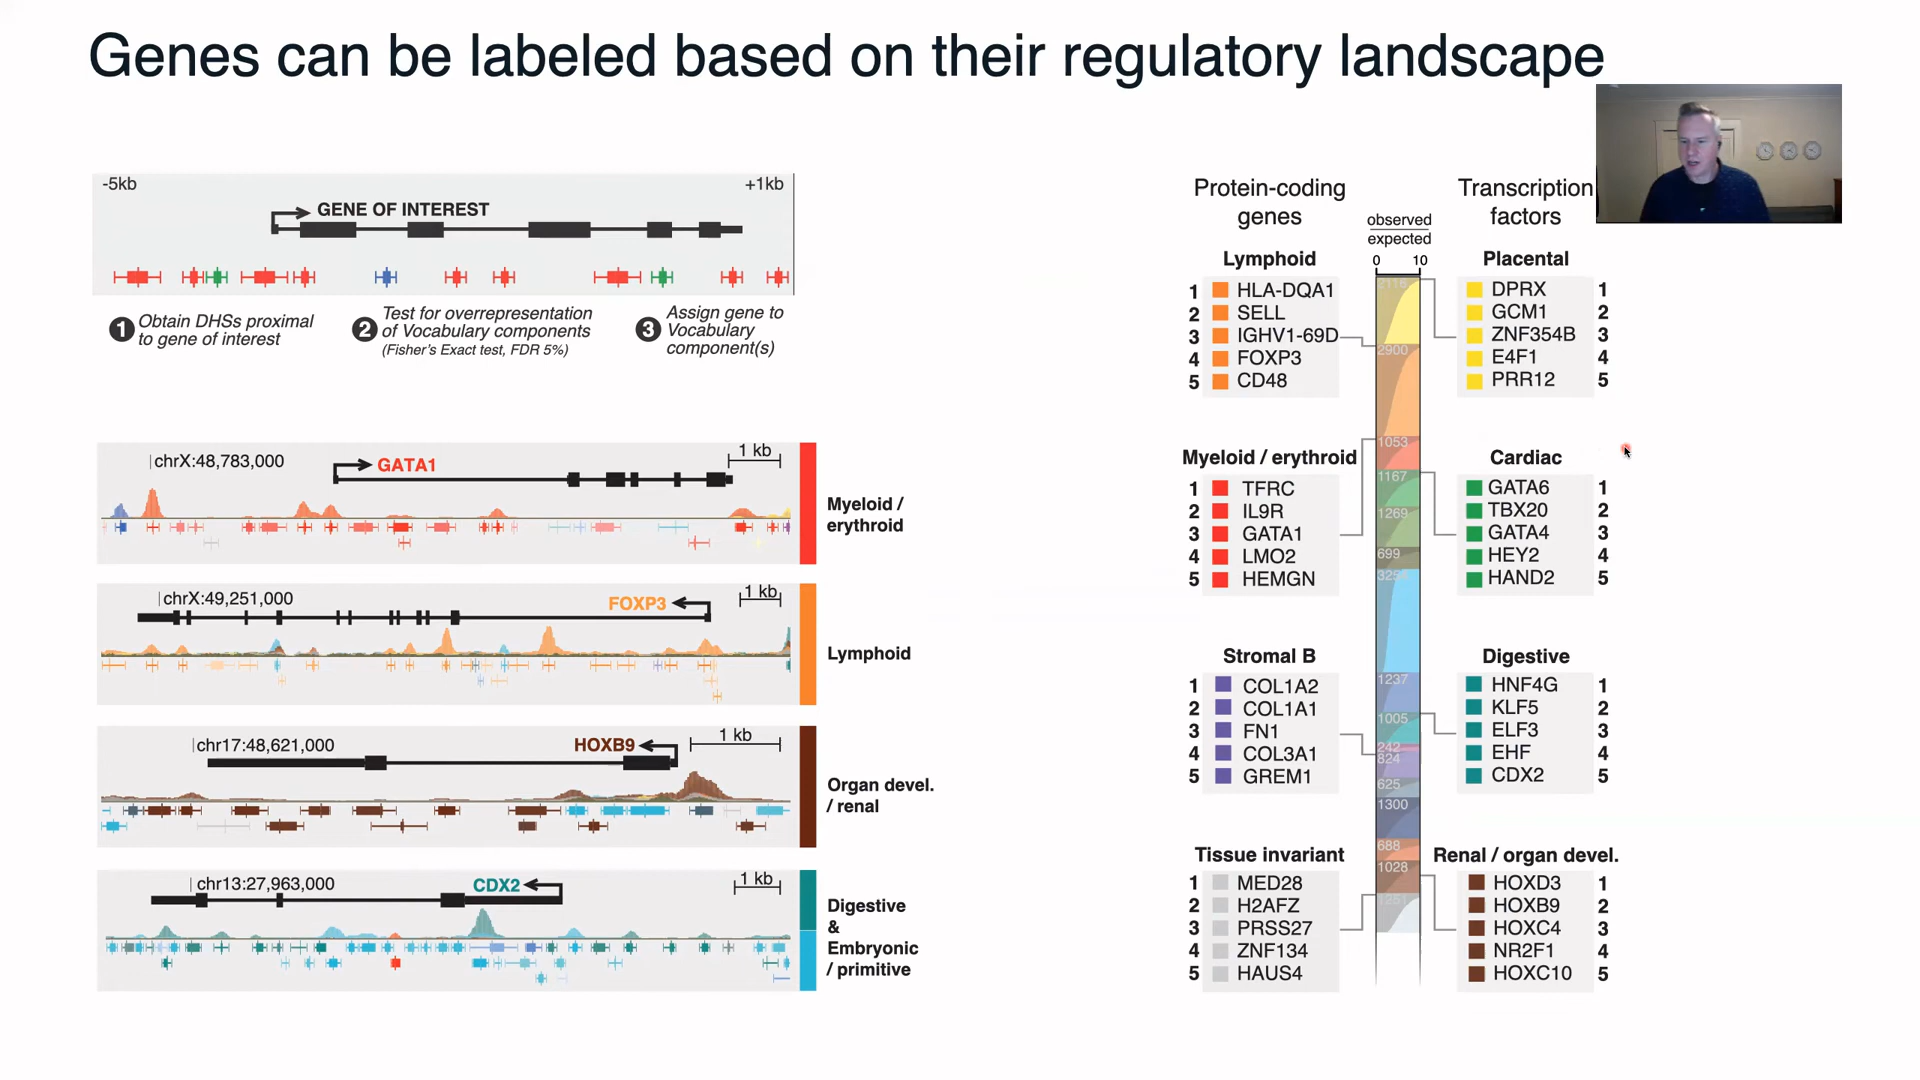 Genes can be labeled based on their regulatory landscape
-5kb
+1kb
GENE OF INTEREST
1 Obtain DHSs proximal
to gene of interest
2 Test for overrepresentation
of Vocabulary components
(Fisher's Exact test, FDR 5%)
3 Assign gene to
Vocabulary
component(s)
chrX:48,783,000
GATA1
1 kb
Myeloid /
erythroid
chrX:49,251,000
FOXP3
1 kb
Lymphoid
chr17:48,621,000
HOXB9
1 kb
Organ devel.
/ renal
chr13:27,963,000
CDX2
1 kb
Digestive
&
Embryonic
/ primitive
Protein-coding
genes
Lymphoid
1 HLA-DQA1
2 SELL
3 IGHV1-69D
4 FOXP3
5 CD48
Myeloid / erythroid
1 TFRC
2 IL9R
3 GATA1
4 LMO2
5 HEMGN
Stromal B
1 COL1A2
2 COL1A1
3 FN1
4 COL3A1
5 GREM1
Tissue invariant
1 MED28
2 H2AFZ
3 PRSS27
4 ZNF134
5 HAUS4
observed
expected
0 10
2900
1053
1167
1269
699
1237
1005
242
824
625
1300
688
1028
Transcription
factors
Placental
DPRX 1
GCM1 2
ZNF354B 3
E4F1 4
PRR12 5
Cardiac
GATA6 1
TBX20 2
GATA4 3
HEY2 4
HAND2 5
Digestive
HNF4G 1
KLF5 2
ELF3 3
EHF 4
CDX2 5
Renal / organ devel.
HOXD3 1
HOXB9 2
HOXC4 3
NR2F1 4
HOXC10 5